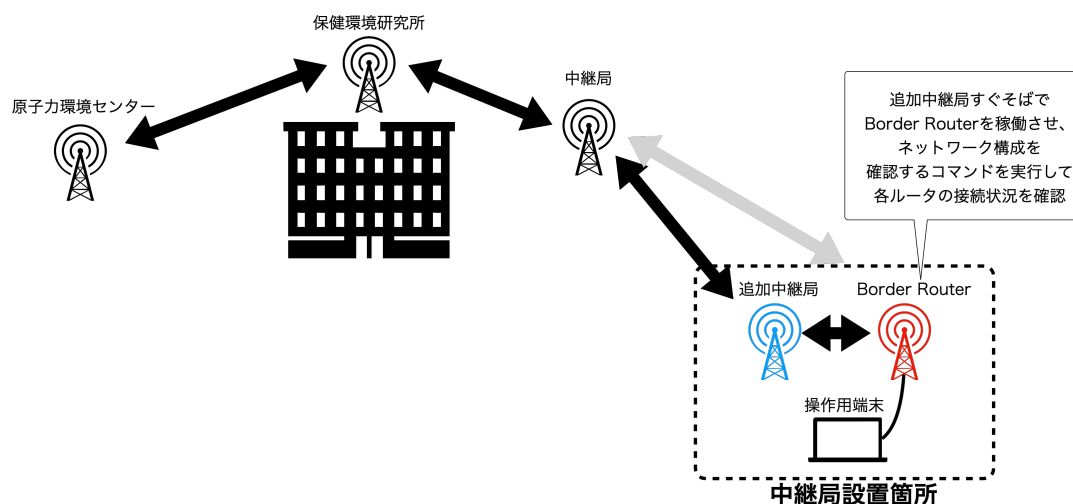 保健環境研究所
中継局
原子力環境センター
追加中継局すぐそばで
Border Routerを稼働させ、
ネットワーク構成を
確認するコマンドを実行して
各ルータの接続状況を確認
追加中継局
Border Router
操作用端末
中継局設置箇所